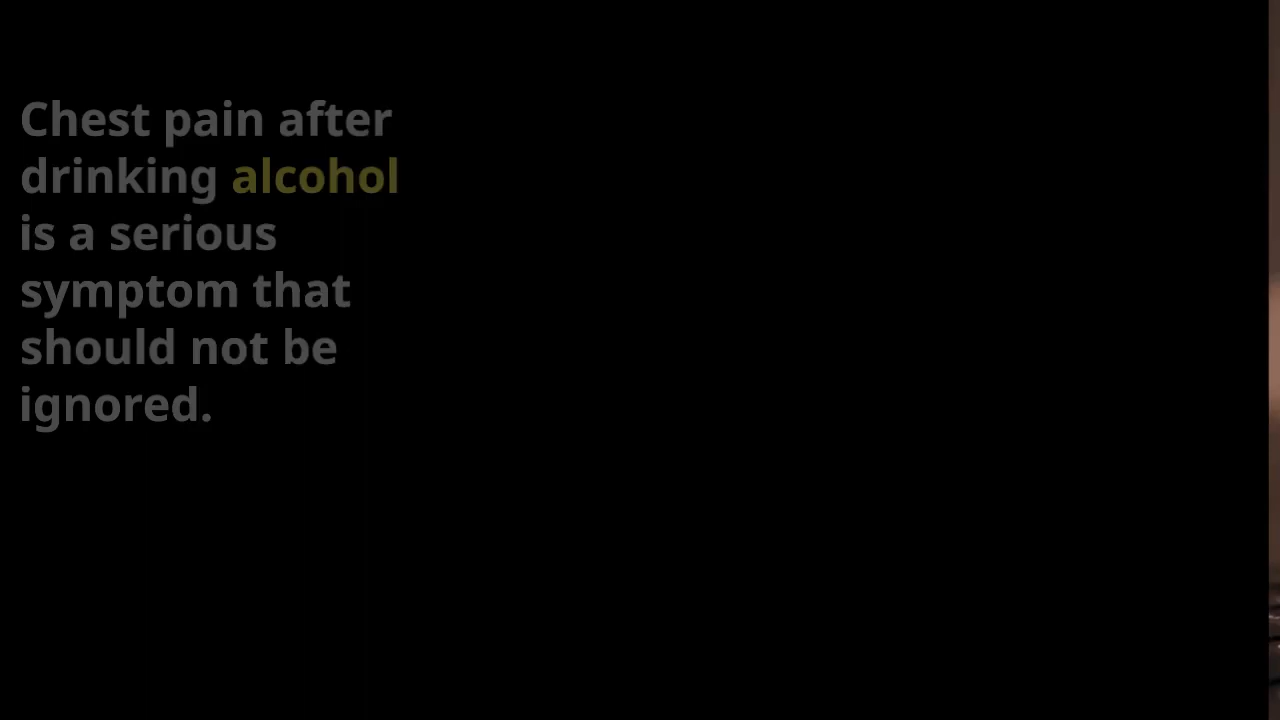 Chest pain after
drinking alcohol
is a serious
symptom that
should not be
ignored.